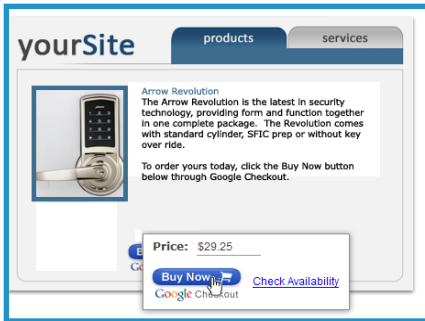 yourSite
products
services
Arrow Revolution
The Arrow Revolution is the latest in security
technology, providing form and function together
in one complete package. The Revolution comes
with standard cylinder, SFIC prep or without key
over ride.
To order yours today, click the Buy Now button
below through Google Checkout.
Price: $29.25
Buy Now
Check Availability
Google Checkout